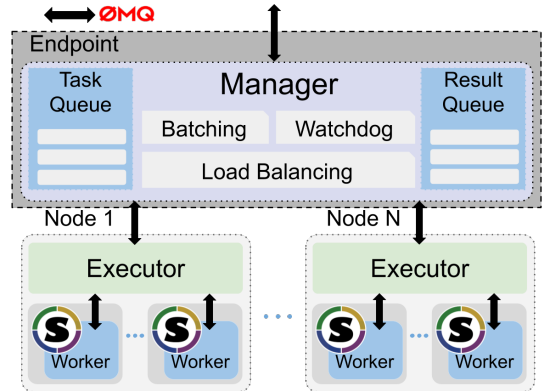 ØMQ
Endpoint
Task
Queue
Manager
Result
Queue
Batching
Watchdog
Load Balancing
Node 1
Node N
Executor
Executor
S
S
S
S
Worker
Worker
Worker
Worker